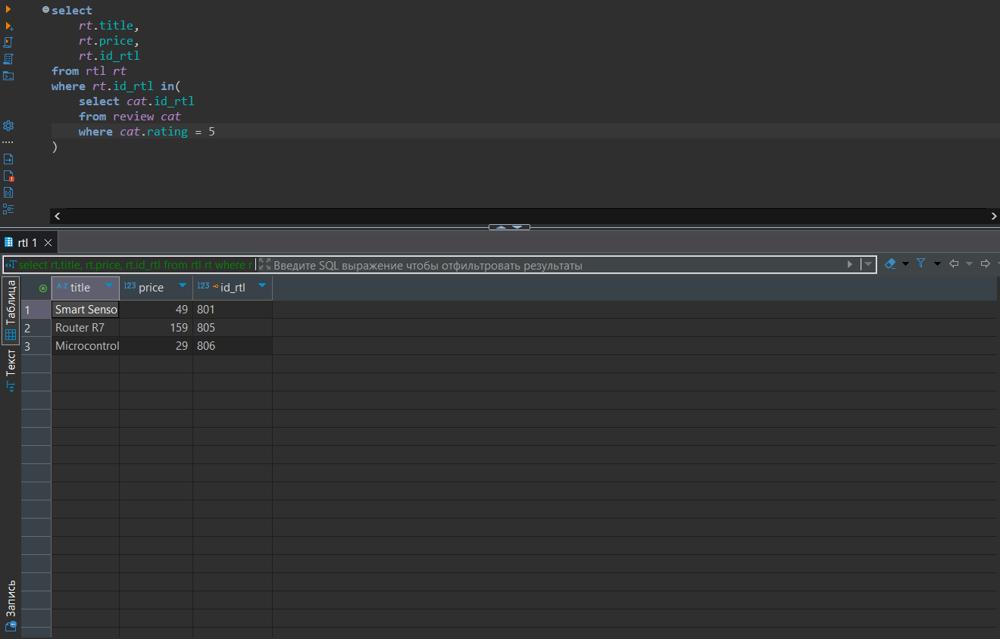 select
rt.title,
rt.price,
rt.id_rtl
from rtl rt
where rt.id_rtl in(
select cat.id_rtl
from review cat
where cat.rating = 5
)
rtl 1
select rt.title, rt.price, rt.id_rtl from rtl rt where r Введите SQL выражение чтобы отфильтровать результаты
Таблица
Текст
Запись
A-Z title 123 price 123 id_rtl
1 Smart Senso 49 801
2 Router R7 159 805
3 Microcontrol 29 806